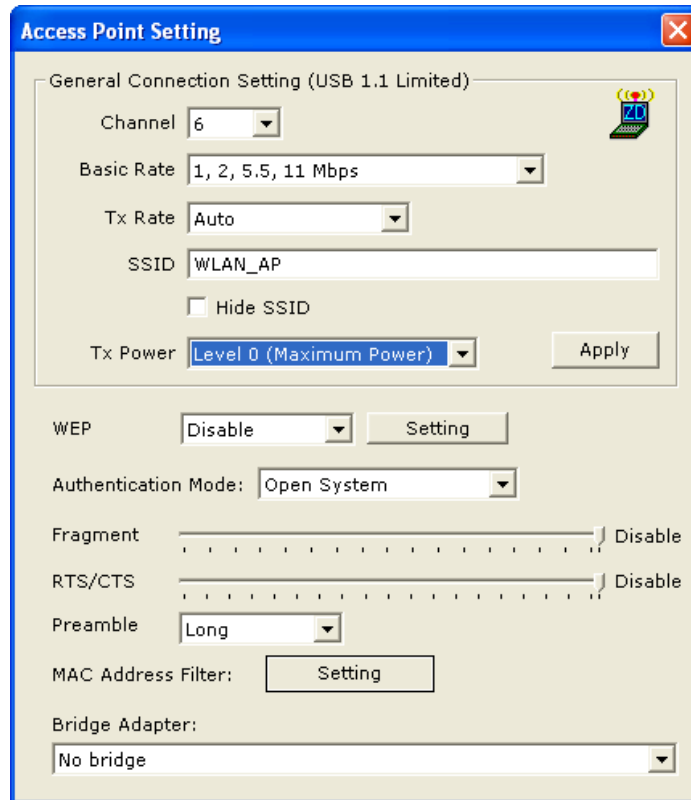 Access Point Setting
General Connection Setting (USB 1.1 Limited)
ZD
Channel 6
Basic Rate 1, 2, 5.5, 11 Mbps
Tx Rate Auto
SSID WLAN_AP
Hide SSID
Tx Power Level 0 (Maximum Power) Apply
WEP Disable Setting
Authentication Mode: Open System
Fragment Disable
RTS/CTS Disable
Preamble Long
MAC Address Filter: Setting
Bridge Adapter:
No bridge